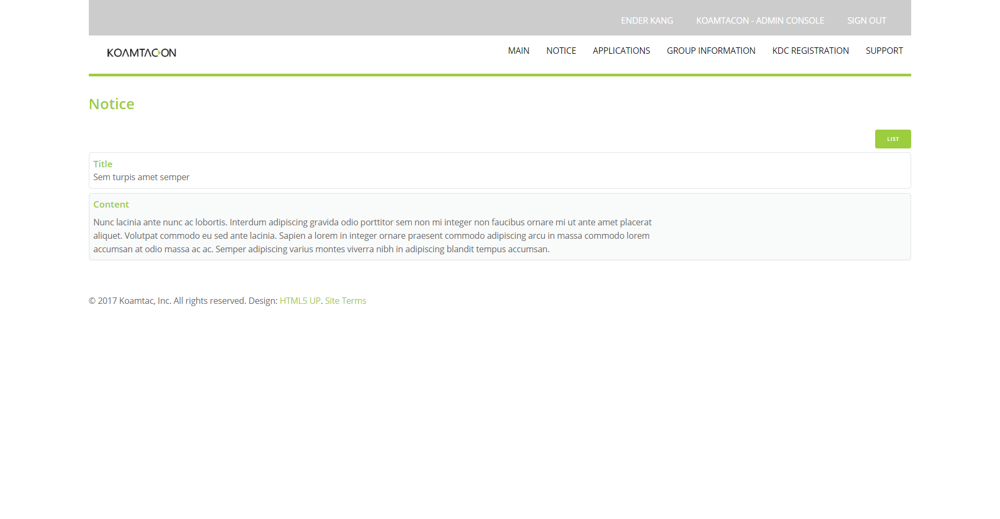 ENDER KANG KOAMTACON - ADMIN CONSOLE SIGN OUT
KOAMTACON MAIN NOTICE APPLICATIONS GROUP INFORMATION KDC REGISTRATION SUPPORT
Notice
LIST
Title
Sem turpis amet semper
Content
Nunc lacinia ante nunc ac lobortis. Interdum adipiscing gravida odio porttitor sem non mi integer non faucibus ornare mi ut ante amet placerat
aliquet. Volutpat commodo eu sed ante lacinia. Sapien a lorem in integer ornare praesent commodo adipiscing arcu in massa commodo lorem
accumsan at odio massa ac ac. Semper adipiscing varius montes viverra nibh in adipiscing blandit tempus accumsan.
© 2017 Koamtac, Inc. All rights reserved. Design: HTML5 UP. Site Terms